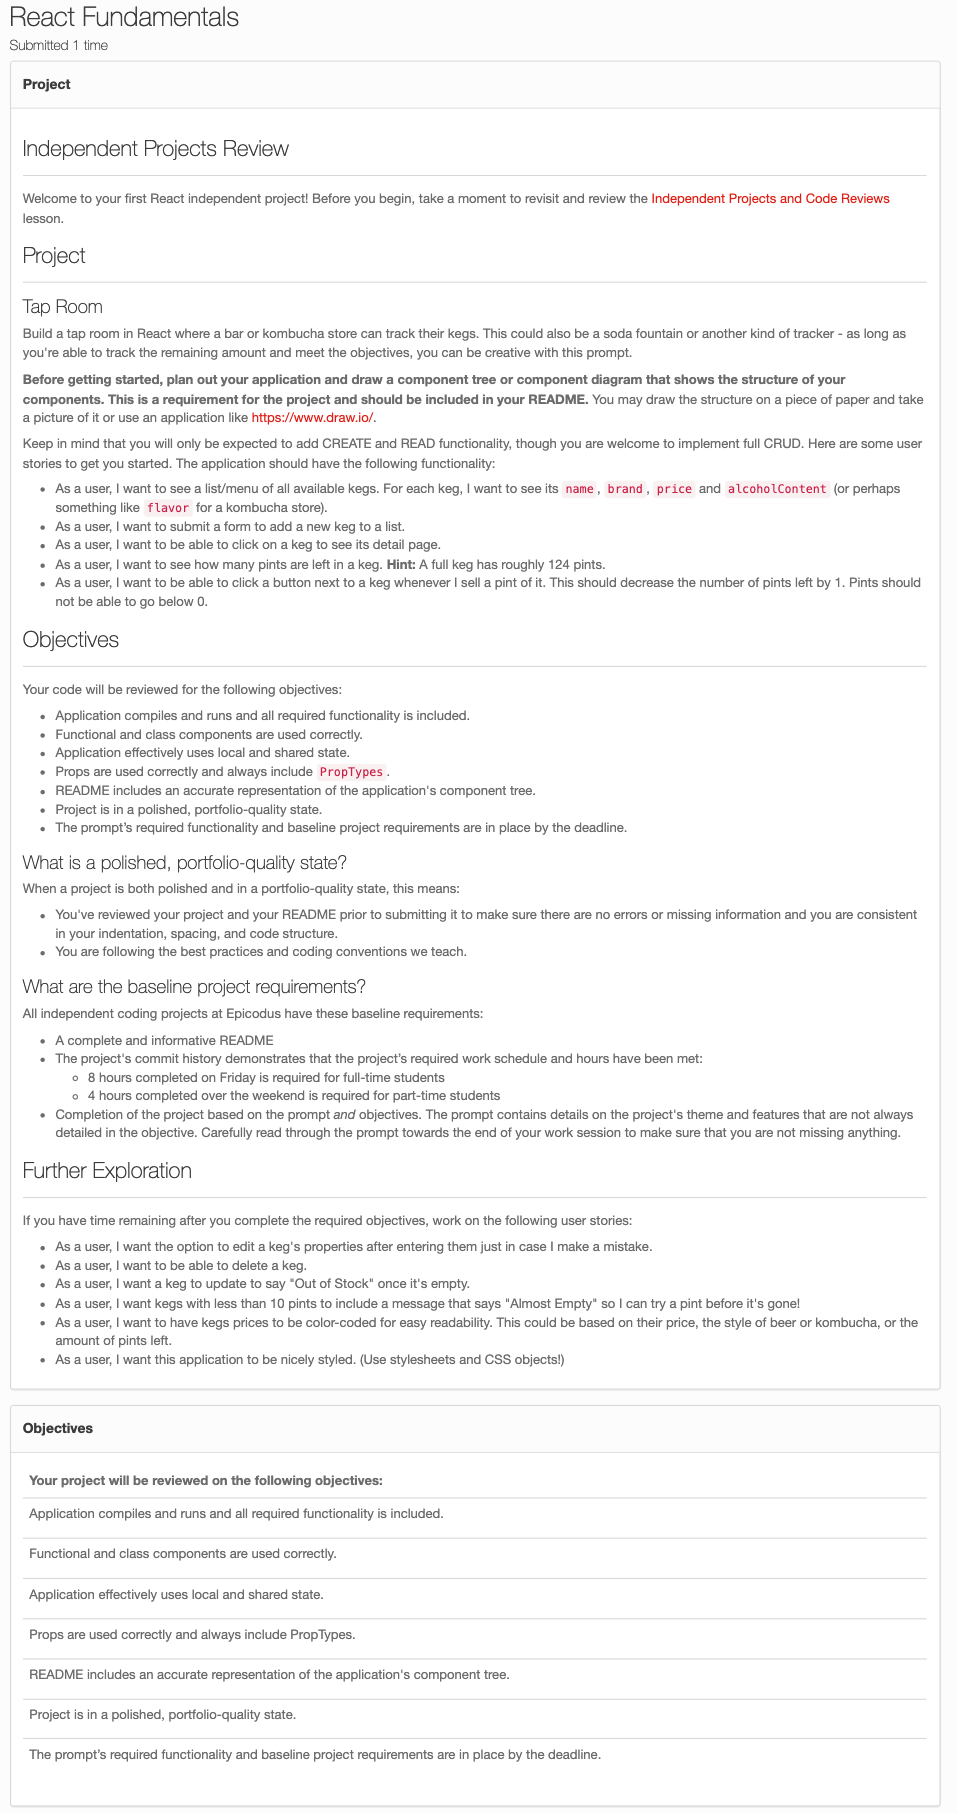 React Fundamentals
Submitted 1 time
Project
Independent Projects Review
Welcome to your first React independent project! Before you begin, take a moment to revisit and review the Independent Projects and Code Reviews
lesson.
Project
Tap Room
Build a tap room in React where a bar or kombucha store can track their kegs. This could also be a soda fountain or another kind of tracker - as long as
you're able to track the remaining amount and meet the objectives, you can be creative with this prompt.
Before getting started, plan out your application and draw a component tree or component diagram that shows the structure of your
components. This is a requirement for the project and should be included in your README. You may draw the structure on a piece of paper and take
a picture of it or use an application like https://www.draw.io/.
Keep in mind that you will only be expected to add CREATE and READ functionality, though you are welcome to implement full CRUD. Here are some user
stories to get you started. The application should have the following functionality:
• As a user, I want to see a list/menu of all available kegs. For each keg, I want to see its name, brand, price and alcoholContent (or perhaps
something like flavor for a kombucha store).
• As a user, I want to submit a form to add a new keg to a list.
• As a user, I want to be able to click on a keg to see its detail page.
• As a user, I want to see how many pints are left in a keg. Hint: A full keg has roughly 124 pints.
• As a user, I want to be able to click a button next to a keg whenever I sell a pint of it. This should decrease the number of pints left by 1. Pints should
not be able to go below 0.
Objectives
Your code will be reviewed for the following objectives:
• Application compiles and runs and all required functionality is included.
• Functional and class components are used correctly.
• Application effectively uses local and shared state.
• Props are used correctly and always include PropTypes.
• README includes an accurate representation of the application's component tree.
• Project is in a polished, portfolio-quality state.
• The prompt’s required functionality and baseline project requirements are in place by the deadline.
What is a polished, portfolio-quality state?
When a project is both polished and in a portfolio-quality state, this means:
• You've reviewed your project and your README prior to submitting it to make sure there are no errors or missing information and you are consistent
in your indentation, spacing, and code structure.
• You are following the best practices and coding conventions we teach.
What are the baseline project requirements?
All independent coding projects at Epicodus have these baseline requirements:
• A complete and informative README
• The project's commit history demonstrates that the project’s required work schedule and hours have been met:
◦ 8 hours completed on Friday is required for full-time students
◦ 4 hours completed over the weekend is required for part-time students
• Completion of the project based on the prompt and objectives. The prompt contains details on the project's theme and features that are not always
detailed in the objective. Carefully read through the prompt towards the end of your work session to make sure that you are not missing anything.
Further Exploration
If you have time remaining after you complete the required objectives, work on the following user stories:
• As a user, I want the option to edit a keg's properties after entering them just in case I make a mistake.
• As a user, I want to be able to delete a keg.
• As a user, I want a keg to update to say "Out of Stock" once it's empty.
• As a user, I want kegs with less than 10 pints to include a message that says "Almost Empty" so I can try a pint before it's gone!
• As a user, I want to have kegs prices to be color-coded for easy readability. This could be based on their price, the style of beer or kombucha, or the
amount of pints left.
• As a user, I want this application to be nicely styled. (Use stylesheets and CSS objects!)
Objectives
Your project will be reviewed on the following objectives:
Application compiles and runs and all required functionality is included.
Functional and class components are used correctly.
Application effectively uses local and shared state.
Props are used correctly and always include PropTypes.
README includes an accurate representation of the application's component tree.
Project is in a polished, portfolio-quality state.
The prompt’s required functionality and baseline project requirements are in place by the deadline.